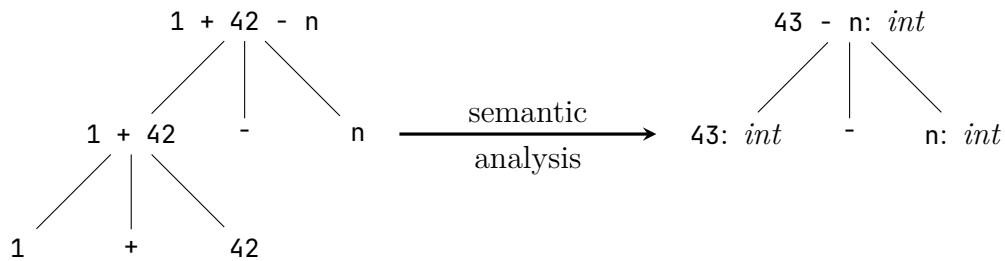 1 + 42 - n
43 - n: int
1 + 42
-
n
semantic
analysis
43: int
-
n: int
1
+
42